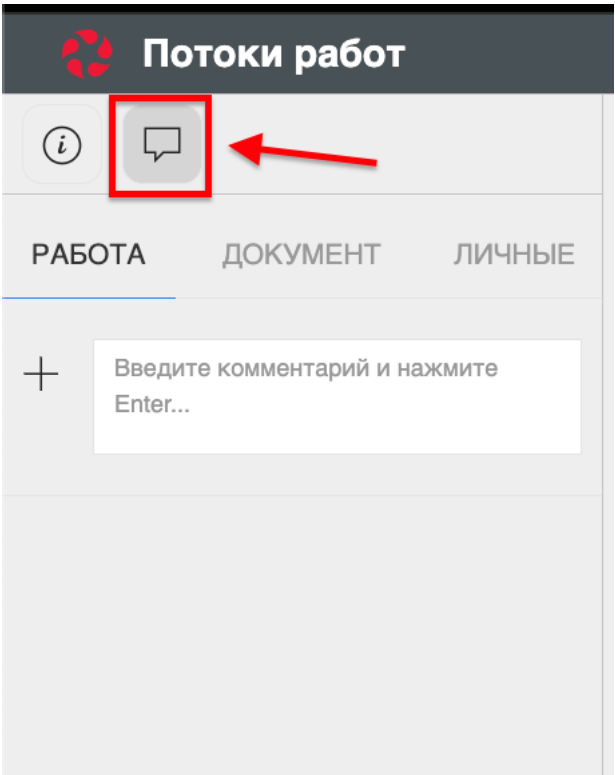 Потоки работ
i
РАБОТА ДОКУМЕНТ ЛИЧНЫЕ
Введите комментарий и нажмите
Enter...